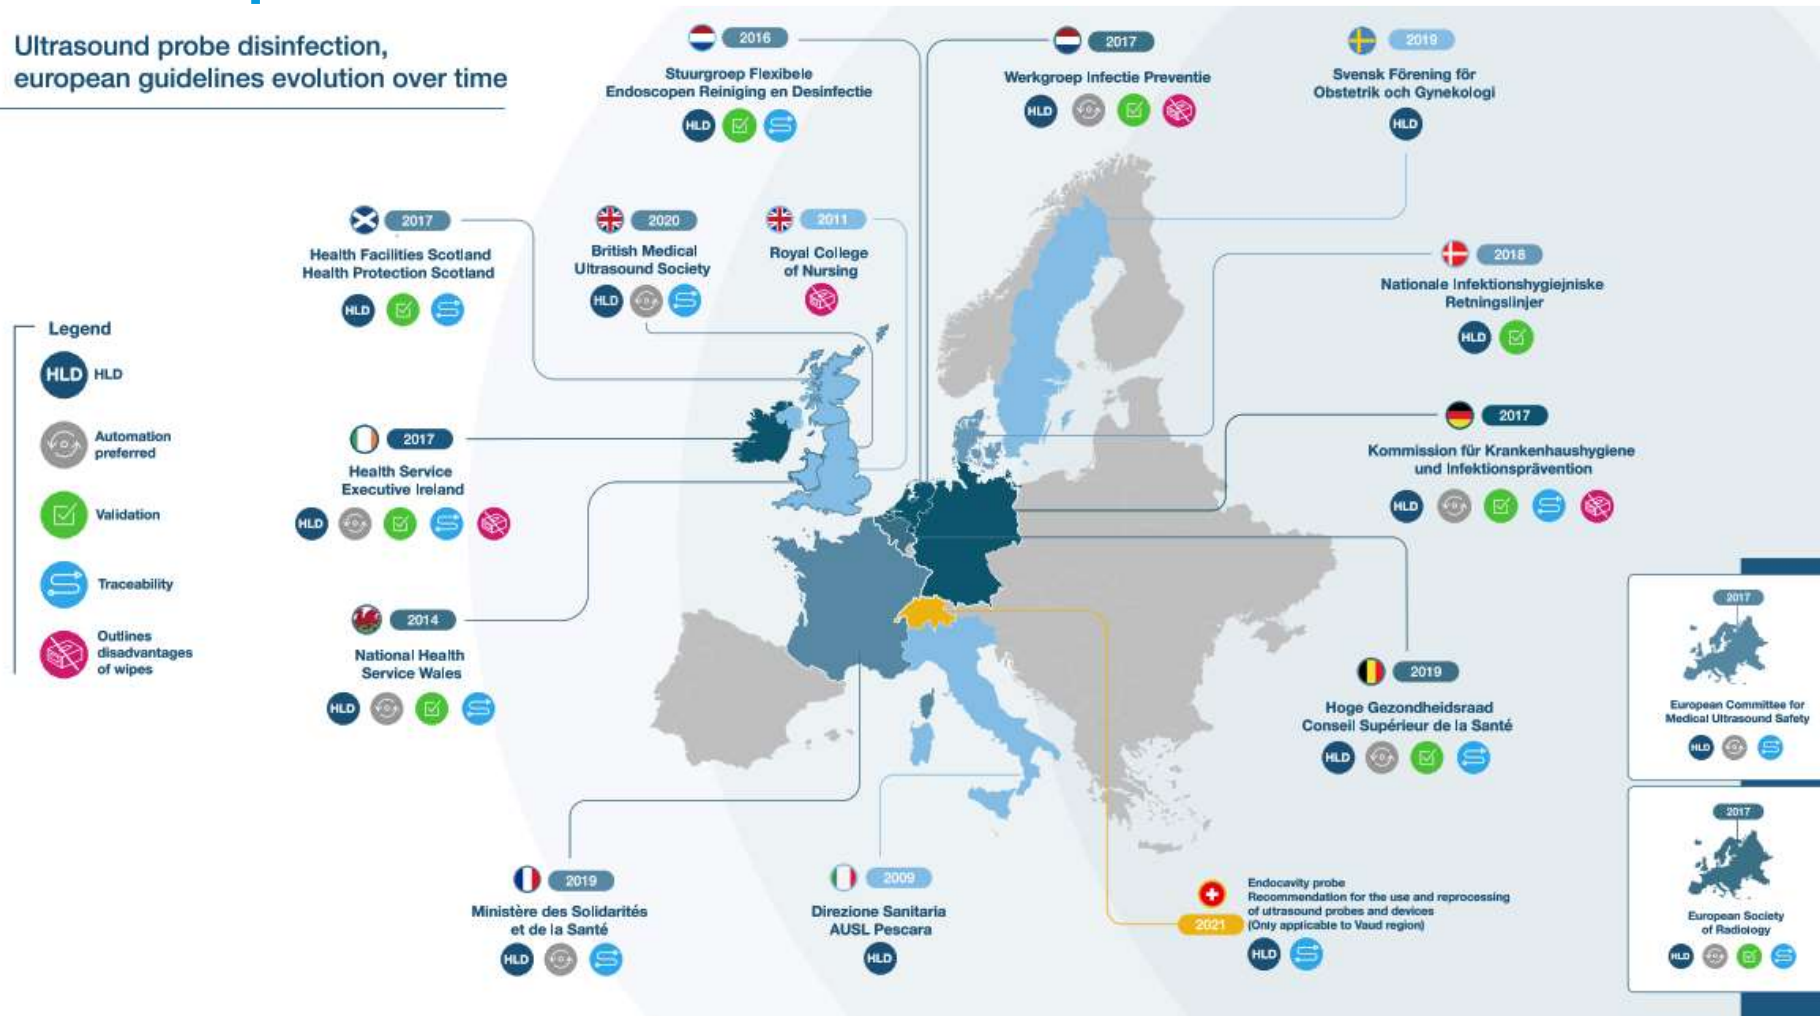 Ultrasound probe disinfection,
european guidelines evolution over time
2016
Stuurgroep Flexibele
Endoscopen Reiniging en Desinfectie
HLD
2017
Werkgroep Infectie Preventie
HLD
2019
Svensk Förening för
Obstetrik och Gynekologi
HLD
2017
Health Facilities Scotland
Health Protection Scotland
HLD
2020
British Medical
Ultrasound Society
HLD
2011
Royal College
of Nursing
2018
Nationale Infektionshygiejniske
Retningslinjer
HLD
Legend
HLD HLD
Automation
preferred
Validation
Traceability
Outlines
disadvantages
of wipes
2017
Health Service
Executive Ireland
HLD
2017
Kommission für Krankenhaushygiene
und Infektionsprävention
HLD
2014
National Health
Service Wales
HLD
2019
Hoge Gezondheidsraad
Conseil Supérieur de la Santé
HLD
2017
European Committee for
Medical Ultrasound Safety
HLD
2017
European Society
of Radiology
HLD
2019
Ministère des Solidarités
et de la Santé
HLD
2009
Direzione Sanitaria
AUSL Pescara
HLD
2021
Endocavity probe
Recommendation for the use and reprocessing
of ultrasound probes and devices
(Only applicable to Vaud region)
HLD